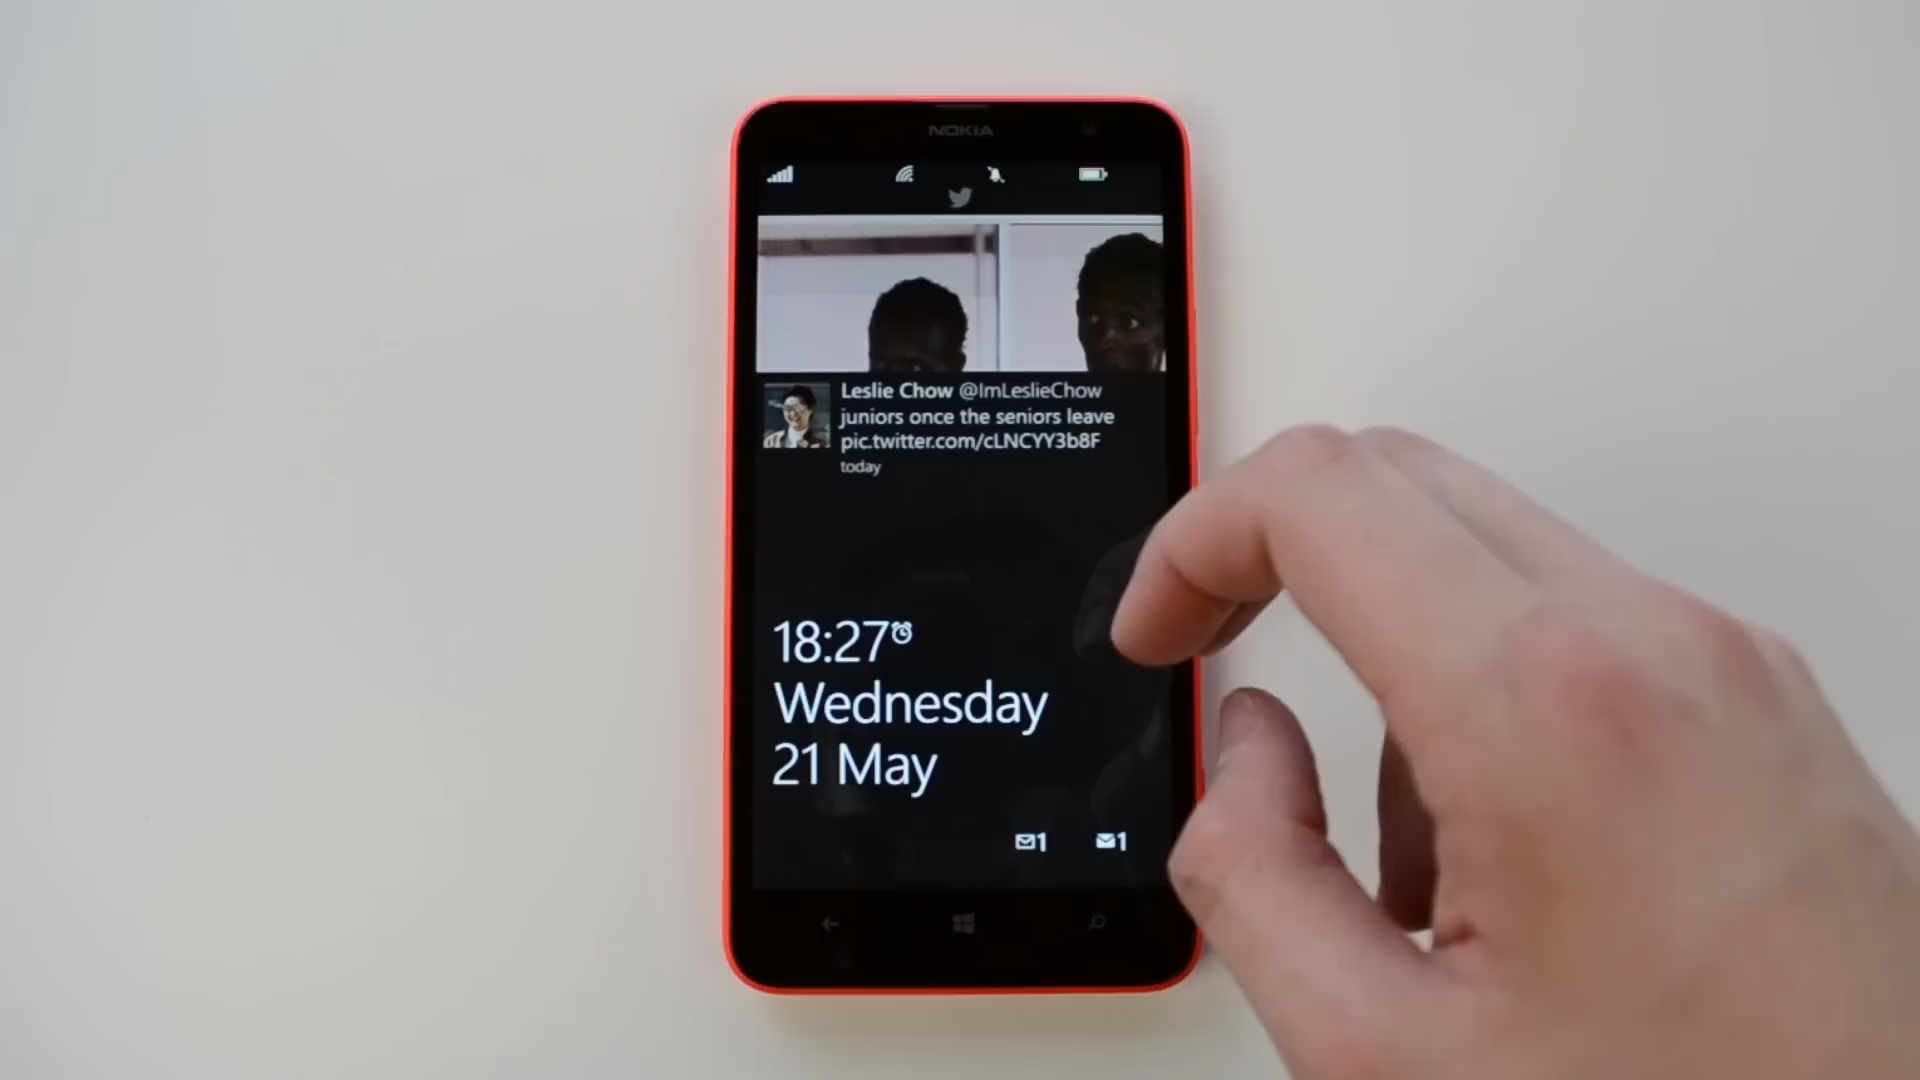 NOKIA
Leslie Chow @ImLeslieChow
juniors once the seniors leave
pic.twitter.com/cLNCYY3b8F
today
18:27
Wednesday
21 May
1 1